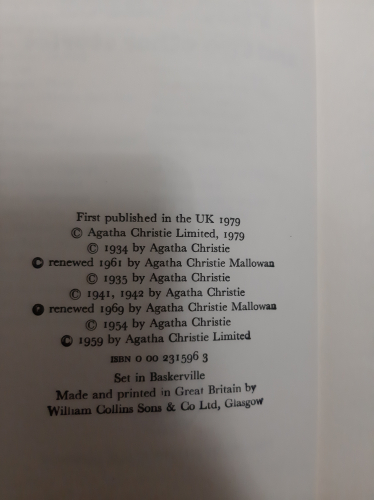 First published in the UK 1979
© Agatha Christie Limited, 1979
© 1934 by Agatha Christie
© renewed 1961 by Agatha Christie Mallowan
© 1935 by Agatha Christie
© 1941, 1942 by Agatha Christie
© renewed 1969 by Agatha Christie Mallowan
© 1954 by Agatha Christie
© 1959 by Agatha Christie Limited
ISBN 0 00 231596 3
Set in Baskerville
Made and printed in Great Britain by
William Collins Sons & Co Ltd, Glasgow